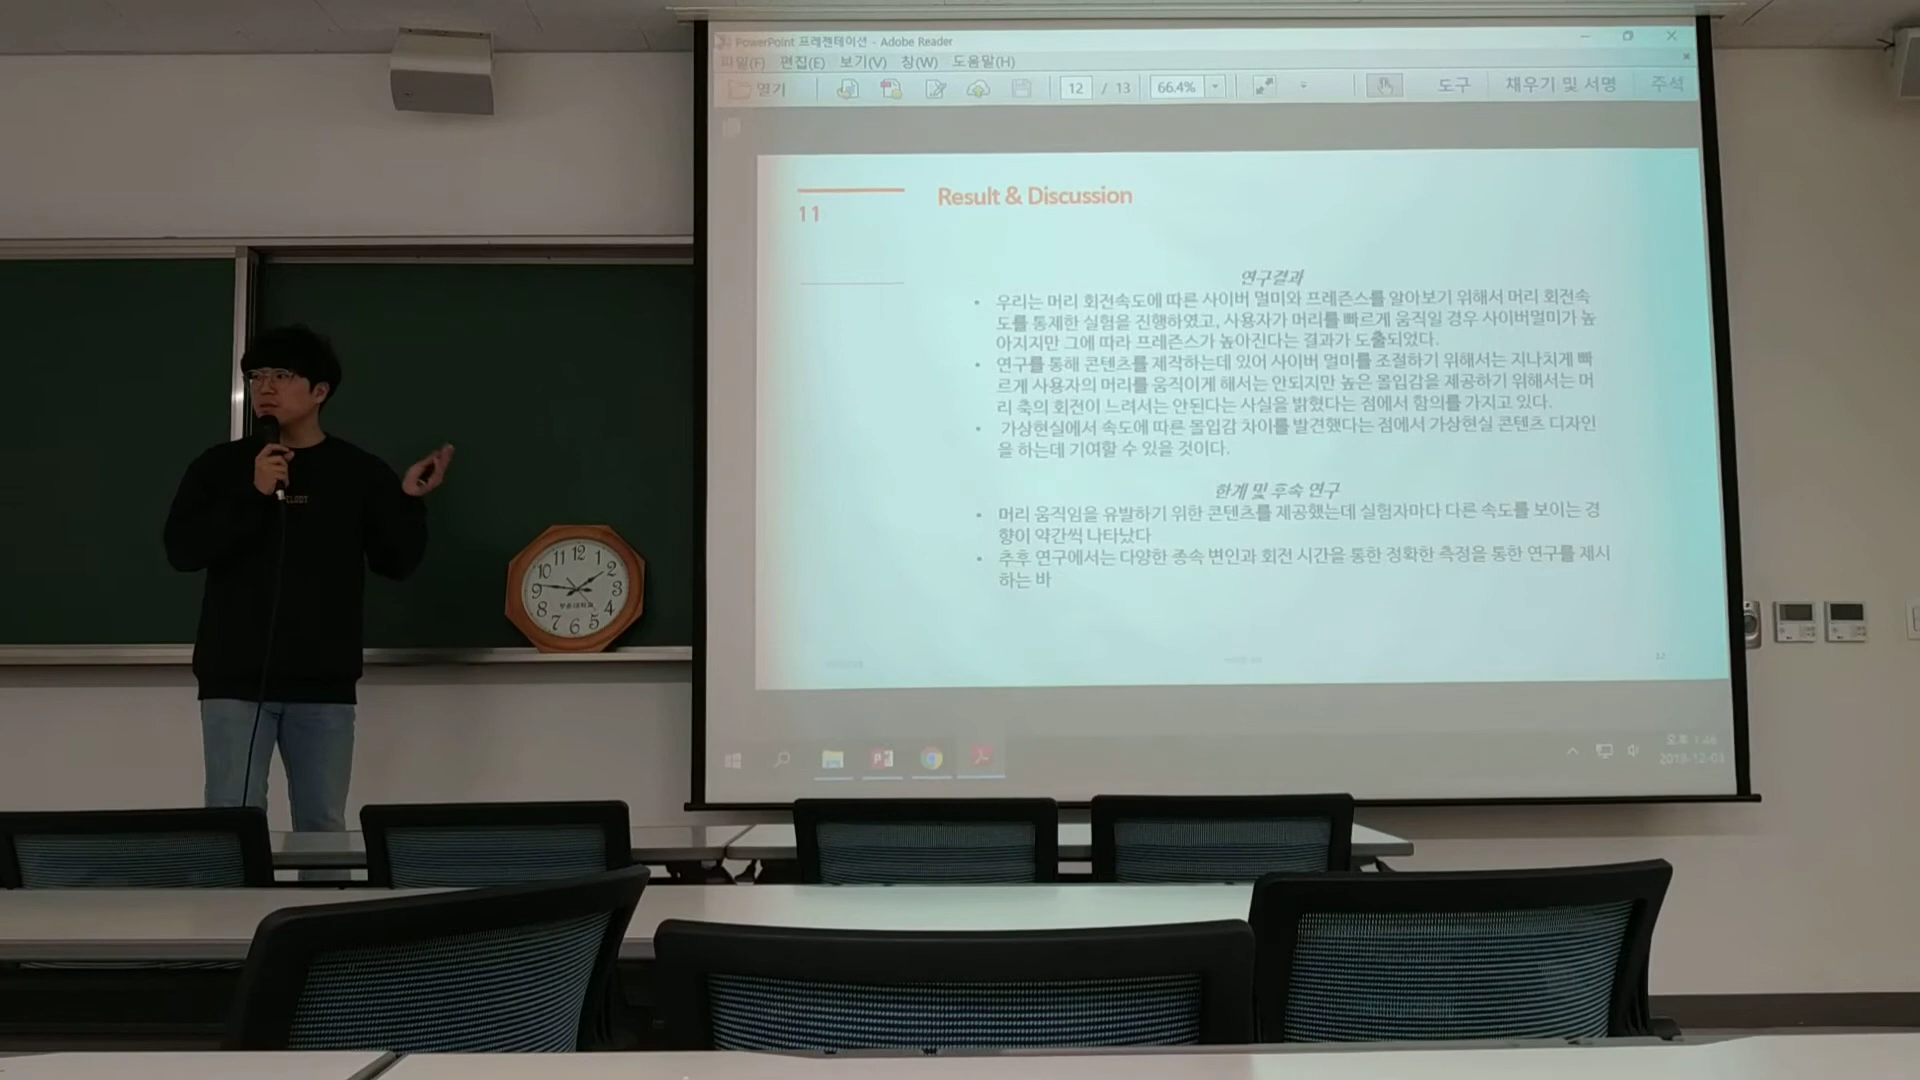 PowerPoint 프레젠테이션 - Adobe Reader
파일(F) 편집(E) 보기(V) 창(W) 도움말(H)
열기 12 / 13 66.4% 도구 채우기 및 서명 주석
11
Result & Discussion
연구결과
• 우리는 머리 회전속도에 따른 사이버 멀미와 프레즌스를 알아보기 위해서 머리 회전속
도를 통제한 실험을 진행하였고, 사용자가 머리를 빠르게 움직일 경우 사이버멀미가 높
아지지만 그에 따라 프레즌스가 높아진다는 결과가 도출되었다.
• 연구를 통해 콘텐츠를 제작하는데 있어 사이버 멀미를 조절하기 위해서는 지나치게 빠
르게 사용자의 머리를 움직이게 해서는 안되지만 높은 몰입감을 제공하기 위해서는 머
리 축의 회전이 느려서는 안된다는 사실을 밝혔다는 점에서 함의를 가지고 있다.
• 가상현실에서 속도에 따른 몰입감 차이를 발견했다는 점에서 가상현실 콘텐츠 디자인
을 하는데 기여할 수 있을 것이다.
한계 및 후속 연구
• 머리 움직임을 유발하기 위한 콘텐츠를 제공했는데 실험자마다 다른 속도를 보이는 경
향이 약간씩 나타났다
• 추후 연구에서는 다양한 종속 변인과 회전 시간을 통한 정확한 측정을 통한 연구를 제시
하는 바
12
오후 1:46
12 1 2 3 4 5 6 7 8 9 10 11